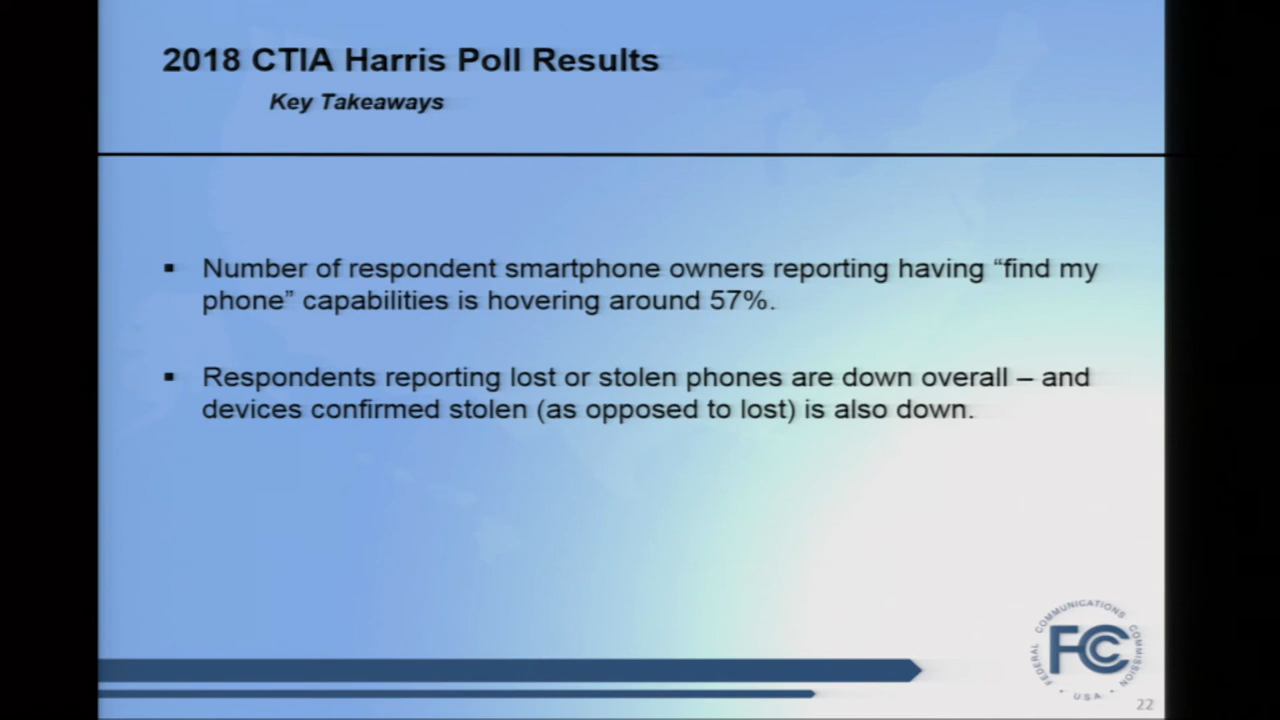 2018 CTIA Harris Poll Results
Key Takeaways
▪ Number of respondent smartphone owners reporting having “find my
phone” capabilities is hovering around 57%.
▪ Respondents reporting lost or stolen phones are down overall – and
devices confirmed stolen (as opposed to lost) is also down.
FEDERAL COMMUNICATIONS COMMISSION
FCC
• USA •
22